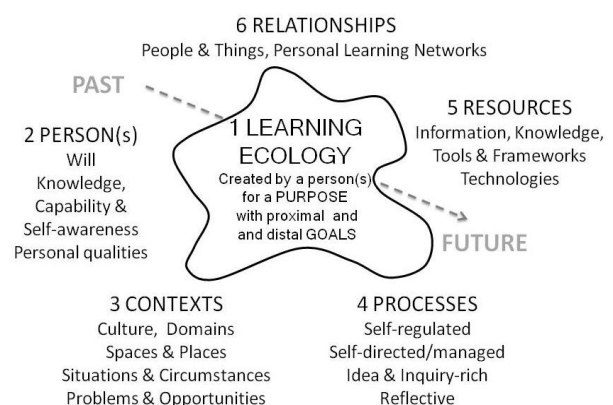 6 RELATIONSHIPS
People & Things, Personal Learning Networks
PAST
1 LEARNING
ECOLOGY
Created by a person(s)
for a PURPOSE
with proximal and
and distal GOALS
2 PERSON(s)
Will
Knowledge,
Capability &
Self-awareness
Personal qualities
5 RESOURCES
Information, Knowledge,
Tools & Frameworks
Technologies
FUTURE
3 CONTEXTS
Culture, Domains
Spaces & Places
Situations & Circumstances
Problems & Opportunities
4 PROCESSES
Self-regulated
Self-directed/managed
Idea & Inquiry-rich
Reflective